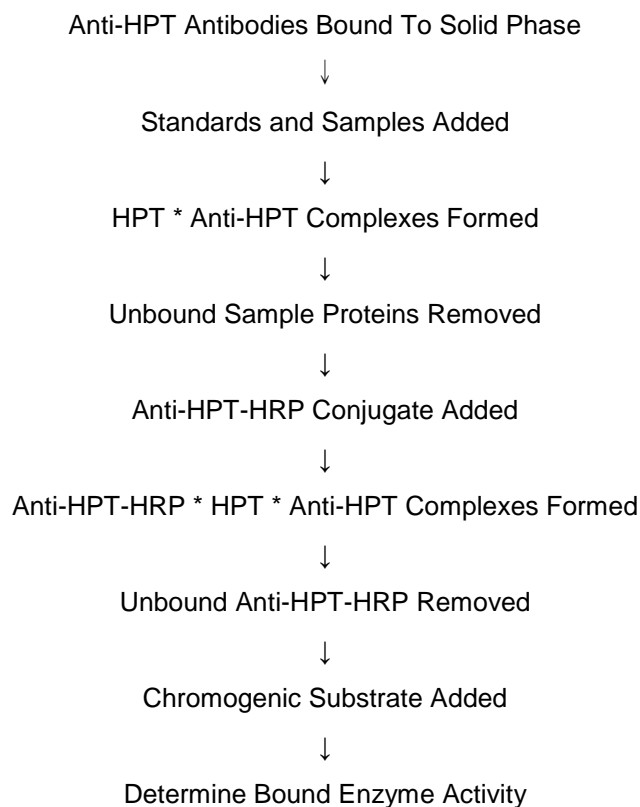 Anti-HPT Antibodies Bound To Solid Phase
↓
Standards and Samples Added
↓
HPT * Anti-HPT Complexes Formed
↓
Unbound Sample Proteins Removed
↓
Anti-HPT-HRP Conjugate Added
↓
Anti-HPT-HRP * HPT * Anti-HPT Complexes Formed
↓
Unbound Anti-HPT-HRP Removed
↓
Chromogenic Substrate Added
↓
Determine Bound Enzyme Activity